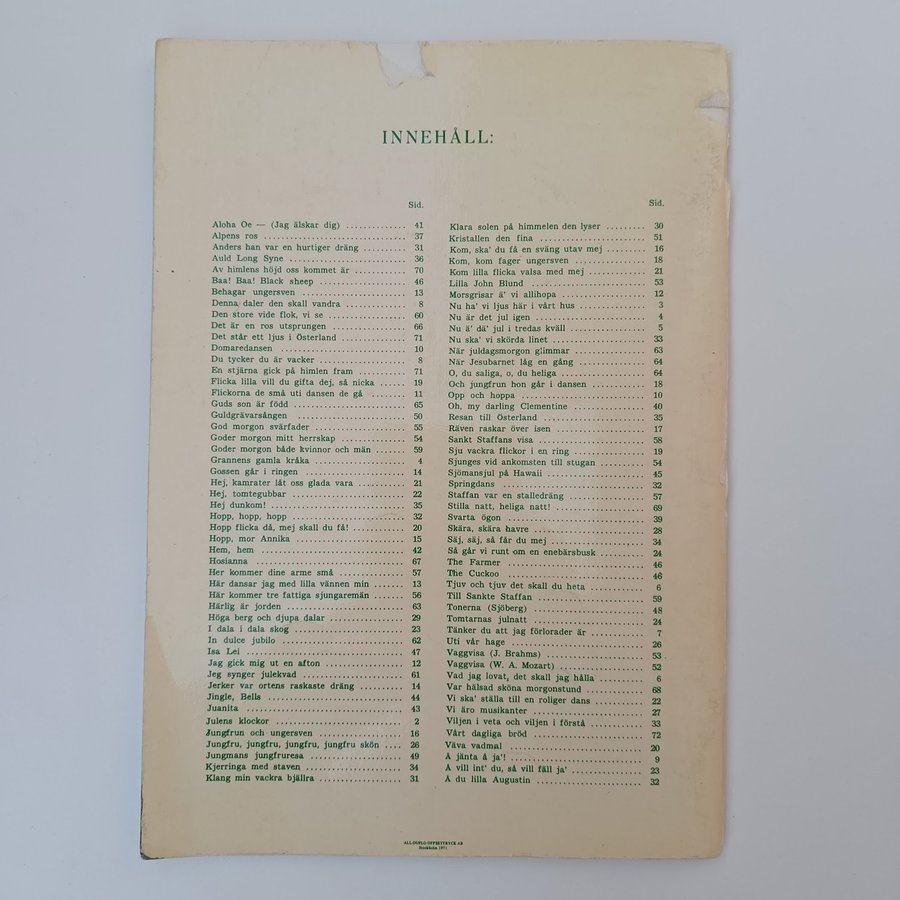 INNEHÅLL:
Sid.
Aloha Oe — (Jag älskar dig) .............. 41
Alpens ros .............. 37
Anders han var en hurtiger dräng .............. 31
Auld Long Syne .............. 36
Av himlens höjd oss kommet är .............. 70
Baa! Baa! Black sheep .............. 46
Behagar ungersven .............. 13
Denna daler den skall vandra .............. 8
Den store vide flok, vi se .............. 60
Det är en ros utsprungen .............. 66
Det står ett ljus i Österland .............. 71
Domaredansen .............. 10
Du tycker du är vacker .............. 8
En stjärna gick på himlen fram .............. 71
Flicka lilla vill du gifta dej, så nicka .............. 19
Flickorna de små uti dansen de gå .............. 11
Guds son är född .............. 65
Guldgrävarsången .............. 50
God morgon svärfader .............. 55
Goder morgon mitt herrskap .............. 54
Goder morgon både kvinnor och män .............. 59
Grannens gamla kråka .............. 4
Gossen går i ringen .............. 14
Hej, kamrater låt oss glada vara .............. 21
Hej, tomtegubbar .............. 22
Hej dunkom! .............. 35
Hopp, hopp, hopp .............. 32
Hopp flicka då, mej skall du få! .............. 20
Hopp, mor Annika .............. 15
Hem, hem .............. 42
Hosianna .............. 67
Her kommer dine arme små .............. 57
Här dansar jag med lilla vännen min .............. 13
Här kommer tre fattiga sjungaremän .............. 56
Härlig är jorden .............. 63
Höga berg och djupa dalar .............. 29
I dala i dala skog .............. 23
In dulce jubilo .............. 62
Isa Lei .............. 47
Jag gick mig ut en afton .............. 12
Jeg synger julekvad .............. 61
Jerker var ortens raskaste dräng .............. 14
Jingle, Bells .............. 44
Juanita .............. 43
Julens klockor .............. 2
Jungfrun och ungersven .............. 16
Jungfru, jungfru, jungfru, jungfru skön .... 26
Jungmans jungfruresa .............. 49
Kjerringa med staven .............. 34
Klang min vackra bjällra .............. 31
Sid.
Klara solen på himmelen den lyser .............. 30
Kristallen den fina .............. 51
Kom, ska' du få en sväng utav mej .............. 16
Kom, kom fager ungersven .............. 18
Kom lilla flicka valsa med mej .............. 21
Lilla John Blund .............. 53
Morsgrisar ä' vi allihopa .............. 12
Nu ha' vi ljus här i vårt hus .............. 3
Nu är det jul igen .............. 4
Nu ä' dä' jul i tredas kväll .............. 5
Nu ska' vi skörda linet .............. 33
När juldagsmorgon glimmar .............. 63
När Jesubarnet låg en gång .............. 64
O, du saliga, o, du heliga .............. 64
Och jungfrun hon går i dansen .............. 18
Opp och hoppa .............. 10
Oh, my darling Clementine .............. 40
Resan till Österland .............. 35
Räven raskar över isen .............. 17
Sankt Staffans visa .............. 58
Sju vackra flickor i en ring .............. 19
Sjunges vid ankomsten till stugan .............. 54
Sjömansjul på Hawaii .............. 45
Springdans .............. 32
Staffan var en stalledräng .............. 57
Stilla natt, heliga natt! .............. 69
Svarta ögon .............. 39
Skära, skära havre .............. 28
Säj, säj, så får du mej .............. 34
Så går vi runt om en enebärsbusk .............. 24
The Farmer .............. 46
The Cuckoo .............. 46
Tjuv och tjuv det skall du heta .............. 6
Till Sankte Staffan .............. 59
Tonerna (Sjöberg) .............. 48
Tomtarnas julnatt .............. 24
Tänker du att jag förlorader är .............. 7
Uti vår hage .............. 26
Vaggvisa (J. Brahms) .............. 53
Vaggvisa (W. A. Mozart) .............. 52
Vad jag lovat, det skall jag hålla .............. 6
Var hälsad sköna morgonstund .............. 68
Vi ska' ställa till en roliger dans .............. 22
Vi äro musikanter .............. 27
Viljen i veta och viljen i förstå .............. 33
Vårt dagliga bröd .............. 72
Väva vadmal .............. 20
Å jänta å ja'! .............. 9
Å vill int' du, så vill fäll ja' .............. 23
Å du lilla Augustin .............. 32
ALL-DUPLO OFFSETTRYCK AB
Stockholm 1971